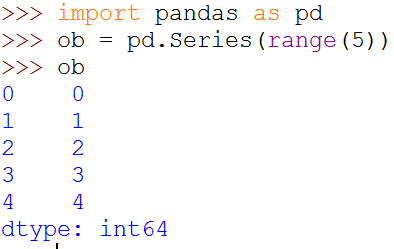 >>> import pandas as pd
>>> ob = pd.Series(range(5))
>>> ob
0    0
1    1
2    2
3    3
4    4
dtype: int64